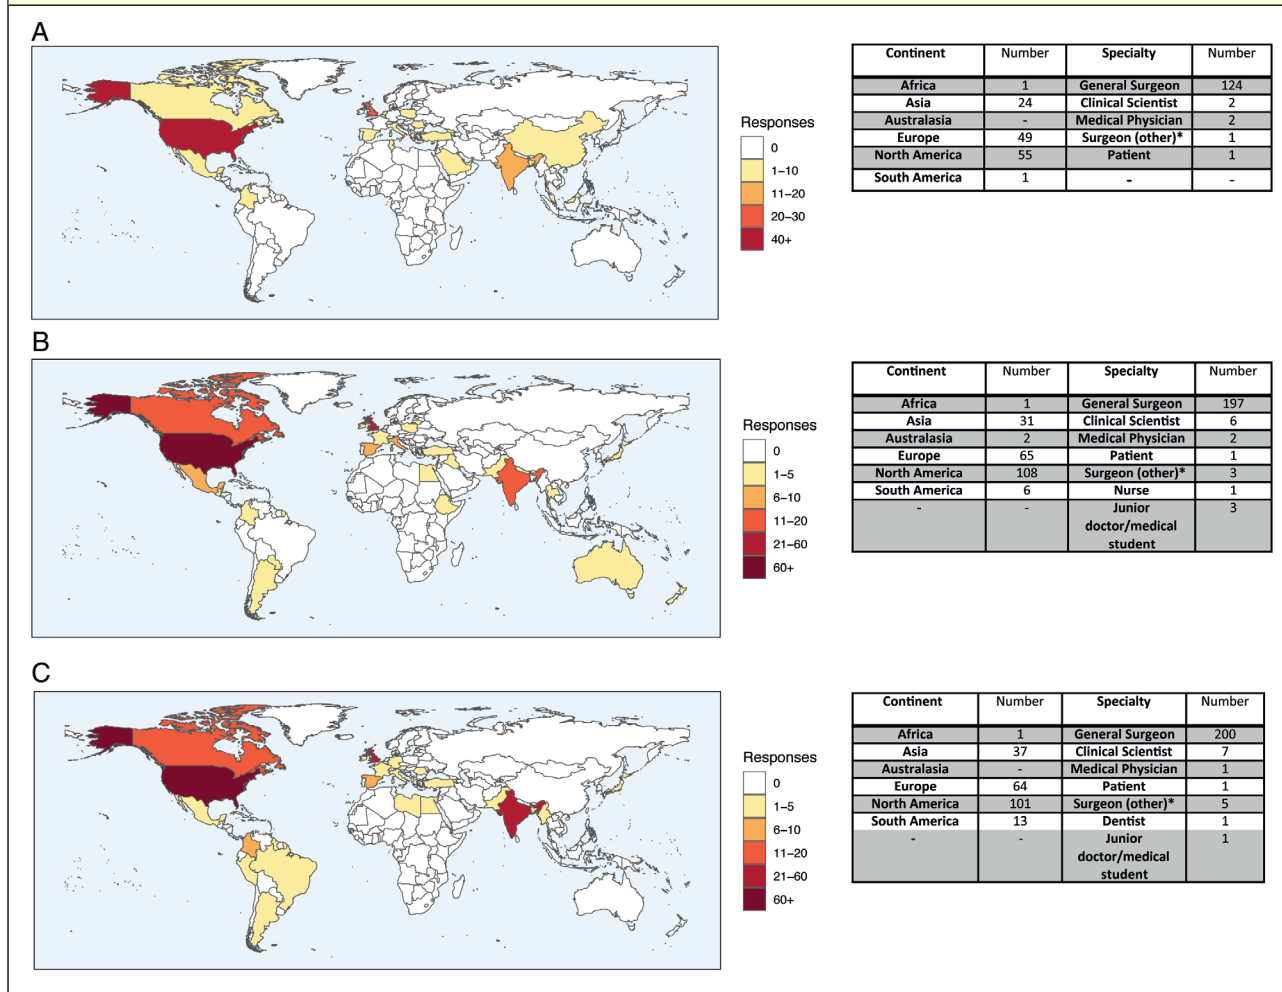 A
Responses
0
1–10
11–20
20–30
40+
Continent Number Specialty Number
Africa 1 General Surgeon 124
Asia 24 Clinical Scientist 2
Australasia - Medical Physician 2
Europe 49 Surgeon (other)* 1
North America 55 Patient 1
South America 1 - -
B
Responses
0
1–5
6–10
11–20
21–60
60+
Continent Number Specialty Number
Africa 1 General Surgeon 197
Asia 31 Clinical Scientist 6
Australasia 2 Medical Physician 2
Europe 65 Patient 1
North America 108 Surgeon (other)* 3
South America 6 Nurse 1
- - Junior 3
doctor/medical
student
C
Responses
0
1–5
6–10
11–20
21–60
60+
Continent Number Specialty Number
Africa 1 General Surgeon 200
Asia 37 Clinical Scientist 7
Australasia - Medical Physician 1
Europe 64 Patient 1
North America 101 Surgeon (other)* 5
South America 13 Dentist 1
- - Junior 1
doctor/medical
student